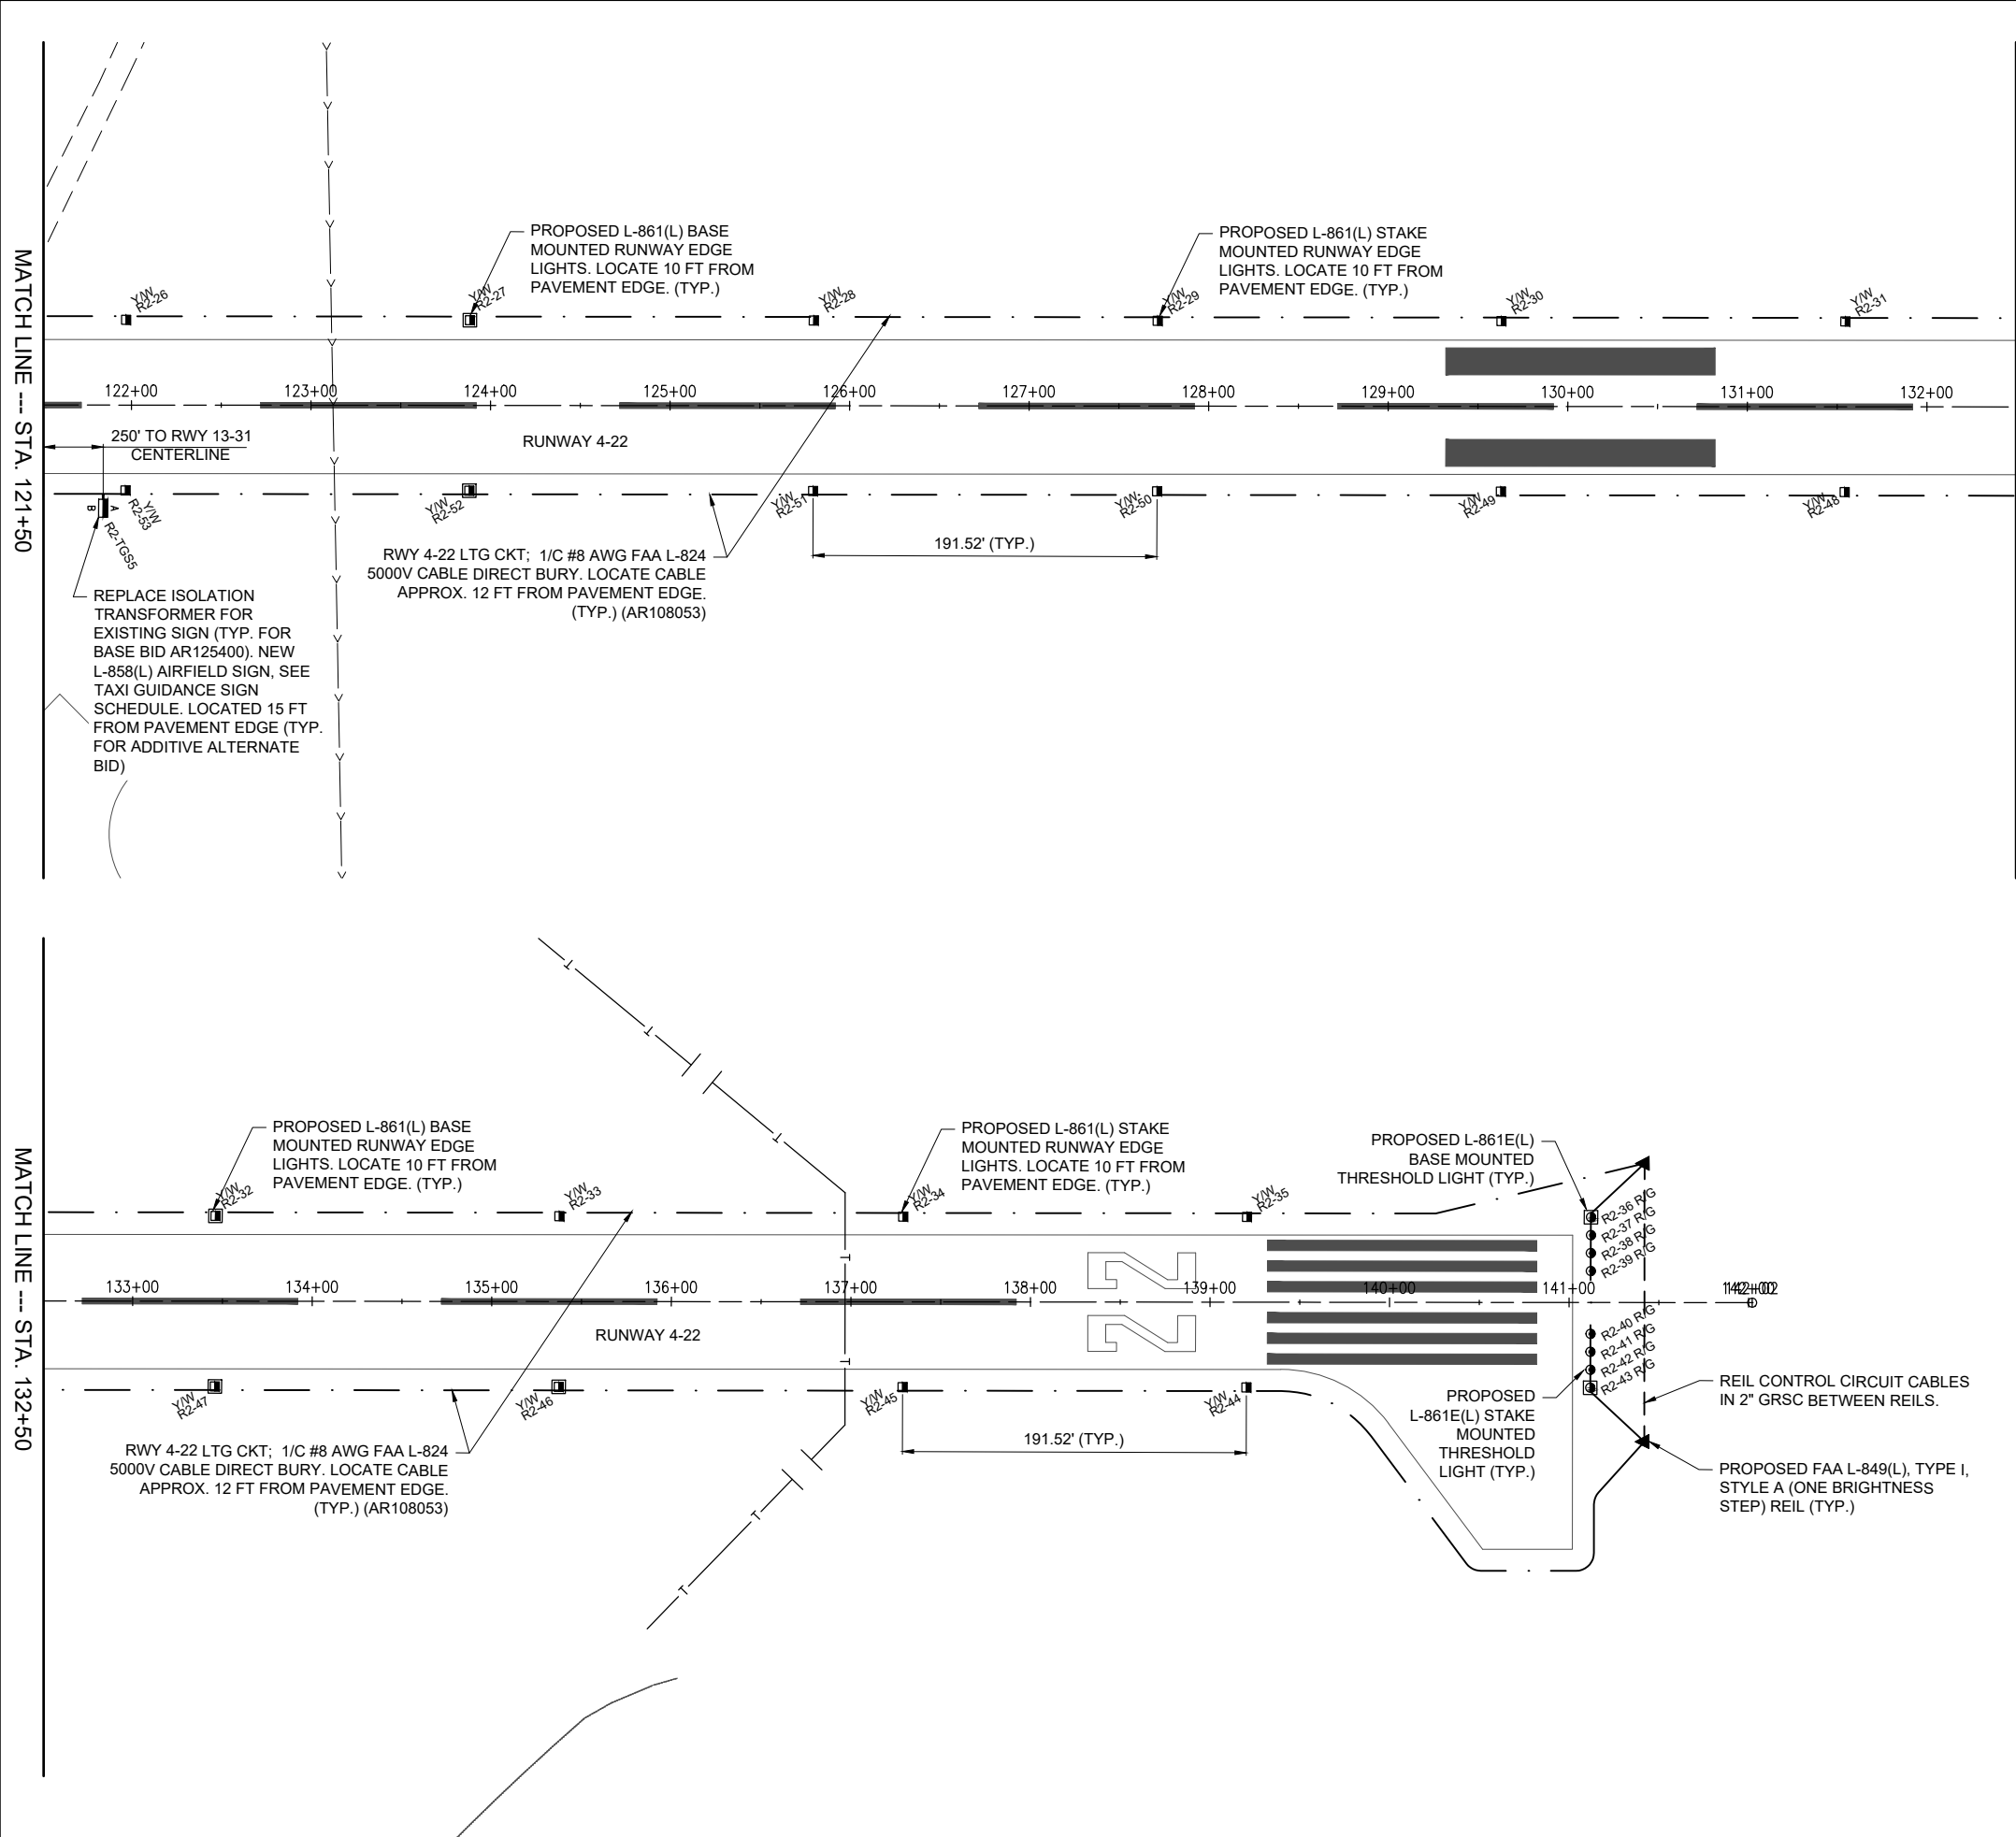 MATCH LINE --- STA. 121+50
PROPOSED L-861(L) BASE
MOUNTED RUNWAY EDGE
LIGHTS. LOCATE 10 FT FROM
PAVEMENT EDGE. (TYP.)
PROPOSED L-861(L) STAKE
MOUNTED RUNWAY EDGE
LIGHTS. LOCATE 10 FT FROM
PAVEMENT EDGE. (TYP.)
Y/W
R2-26
Y/W
R2-27
Y/W
R2-28
Y/W
R2-29
Y/W
R2-30
Y/W
R2-31
122+00
123+00
124+00
125+00
126+00
127+00
128+00
129+00
130+00
131+00
132+00
250' TO RWY 13-31
CENTERLINE
RUNWAY 4-22
A
B
Y/W
R2-53
R2-TGS5
Y/W
R2-52
Y/W
R2-51
Y/W
R2-50
Y/W
R2-49
Y/W
R2-48
191.52' (TYP.)
RWY 4-22 LTG CKT; 1/C #8 AWG FAA L-824
5000V CABLE DIRECT BURY. LOCATE CABLE
APPROX. 12 FT FROM PAVEMENT EDGE.
(TYP.) (AR108053)
REPLACE ISOLATION
TRANSFORMER FOR
EXISTING SIGN (TYP. FOR
BASE BID AR125400). NEW
L-858(L) AIRFIELD SIGN, SEE
TAXI GUIDANCE SIGN
SCHEDULE. LOCATED 15 FT
FROM PAVEMENT EDGE (TYP.
FOR ADDITIVE ALTERNATE
BID)
MATCH LINE --- STA. 132+50
PROPOSED L-861(L) BASE
MOUNTED RUNWAY EDGE
LIGHTS. LOCATE 10 FT FROM
PAVEMENT EDGE. (TYP.)
PROPOSED L-861(L) STAKE
MOUNTED RUNWAY EDGE
LIGHTS. LOCATE 10 FT FROM
PAVEMENT EDGE. (TYP.)
PROPOSED L-861E(L)
BASE MOUNTED
THRESHOLD LIGHT (TYP.)
Y/W
R2-32
Y/W
R2-33
Y/W
R2-34
Y/W
R2-35
R2-36 R/G
R2-37 R/G
R2-38 R/G
R2-39 R/G
133+00
134+00
135+00
136+00
137+00
138+00
139+00
140+00
141+00
142+00
142+02
T
T
T
T
T
T
T
22
RUNWAY 4-22
R2-40 R/G
R2-41 R/G
R2-42 R/G
R2-43 R/G
Y/W
R2-47
Y/W
R2-46
Y/W
R2-45
Y/W
R2-44
191.52' (TYP.)
RWY 4-22 LTG CKT; 1/C #8 AWG FAA L-824
5000V CABLE DIRECT BURY. LOCATE CABLE
APPROX. 12 FT FROM PAVEMENT EDGE.
(TYP.) (AR108053)
PROPOSED
L-861E(L) STAKE
MOUNTED
THRESHOLD
LIGHT (TYP.)
REIL CONTROL CIRCUIT CABLES
IN 2" GRSC BETWEEN REILS.
PROPOSED FAA L-849(L), TYPE I,
STYLE A (ONE BRIGHTNESS
STEP) REIL (TYP.)